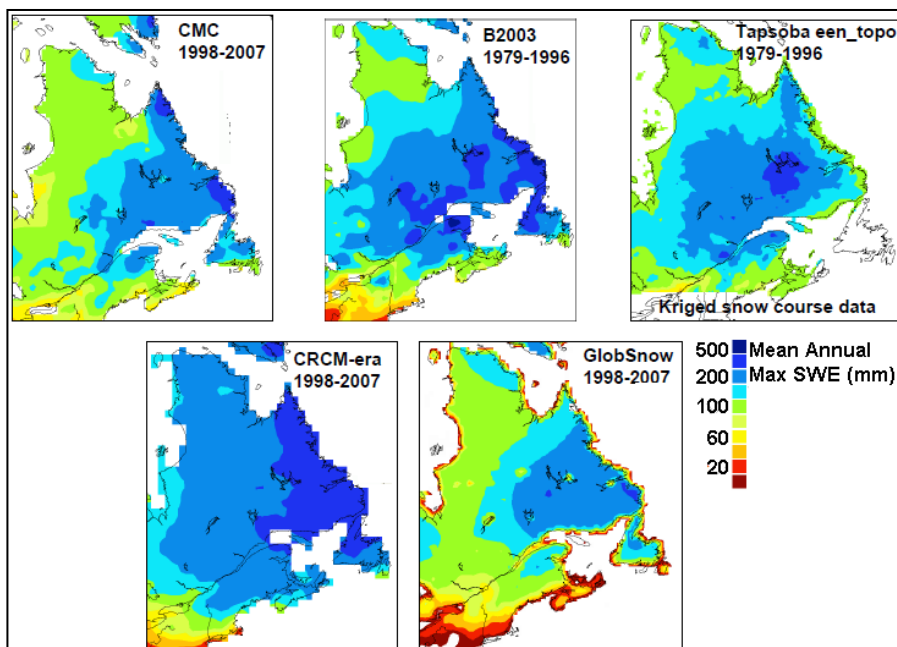 CMC
1998-2007
B2003
1979-1996
Tapsoba een_topo
1979-1996
Kriged snow course data
CRCM-era
1998-2007
GlobSnow
1998-2007
500 Mean Annual
200 Max SWE (mm)
100
60
20